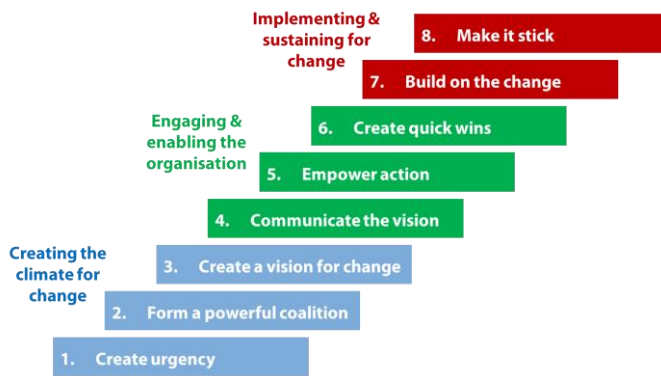 Implementing &
sustaining for
change
8. Make it stick
7. Build on the change
Engaging &
enabling the
organisation
6. Create quick wins
5. Empower action
4. Communicate the vision
Creating the
climate for
change
3. Create a vision for change
2. Form a powerful coalition
1. Create urgency